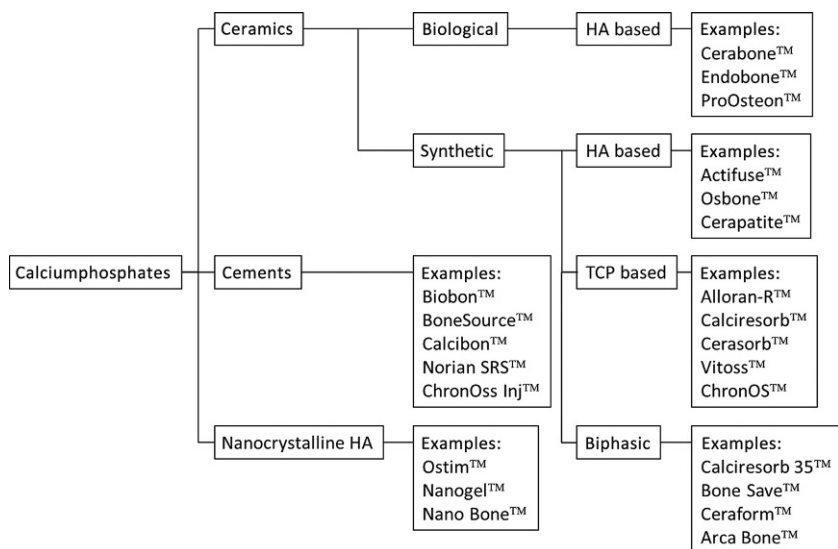 Calciumphosphates
Ceramics
Biological
HA based
Examples:
Cerabone™
Endobone™
ProOsteon™
Synthetic
HA based
Examples:
Actifuse™
Osbone™
Cerapatite™
TCP based
Examples:
Alloran-R™
Calciresorb™
Cerasorb™
Vitoss™
ChronOS™
Biphasic
Examples:
Calciresorb 35™
Bone Save™
Ceraform™
Arca Bone™
Cements
Examples:
Biobon™
BoneSource™
Calcibon™
Norian SRS™
ChronOss Inj™
Nanocrystalline HA
Examples:
Ostim™
Nanogel™
Nano Bone™